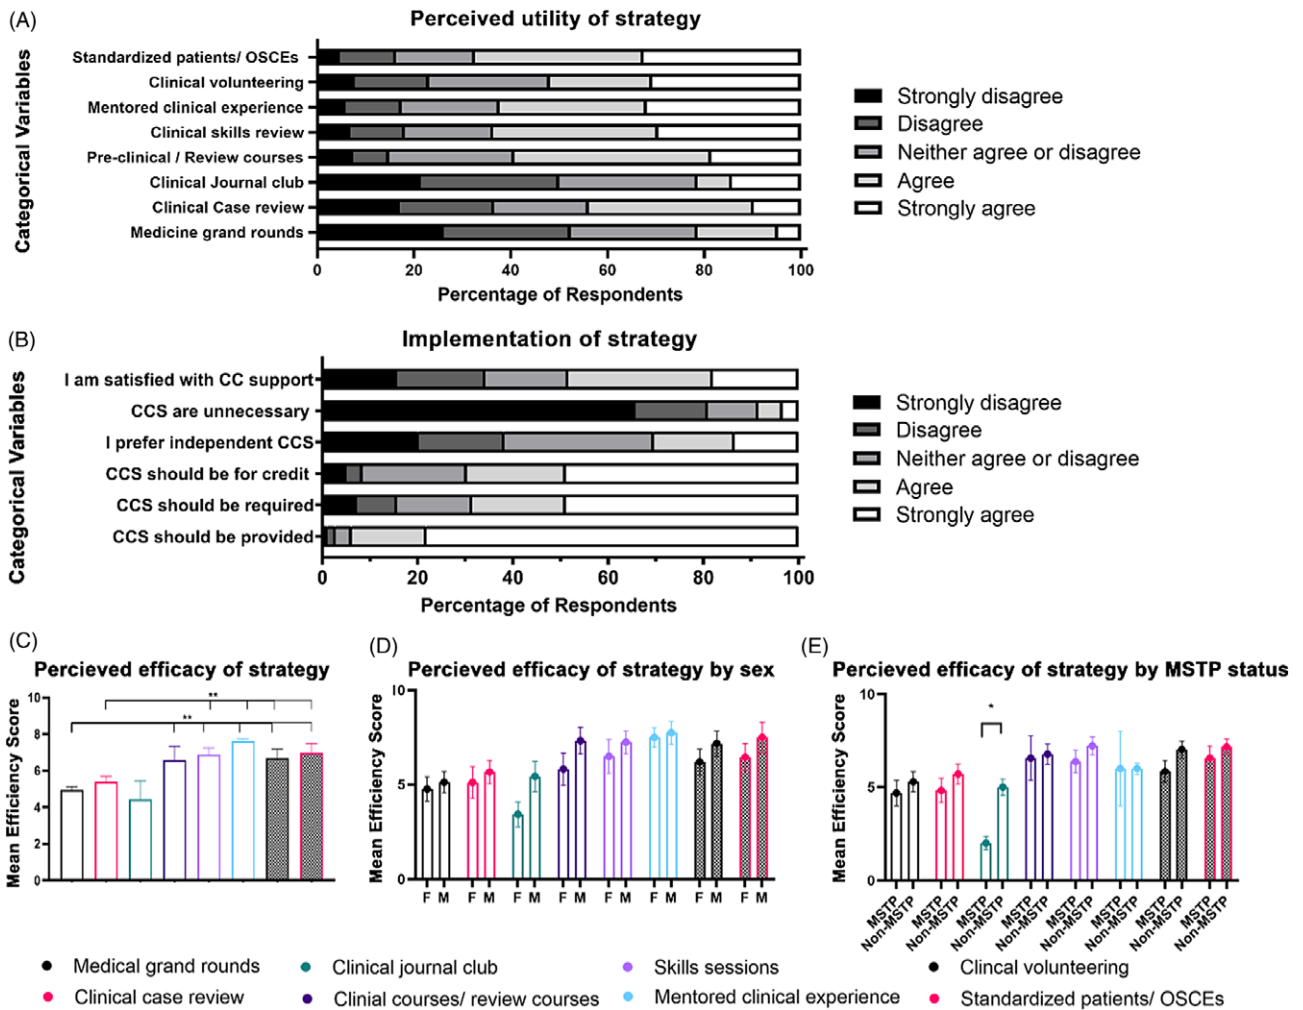 (A)
Perceived utility of strategy
Categorical Variables
Standardized patients/ OSCEs
Clinical volunteering
Mentored clinical experience
Clinical skills review
Pre-clinical / Review courses
Clinical Journal club
Clinical Case review
Medicine grand rounds
0 20 40 60 80 100
Percentage of Respondents
Strongly disagree
Disagree
Neither agree or disagree
Agree
Strongly agree
(B)
Implementation of strategy
Categorical Variables
I am satisfied with CC support
CCS are unnecessary
I prefer independent CCS
CCS should be for credit
CCS should be required
CCS should be provided
0 20 40 60 80 100
Percentage of Respondents
Strongly disagree
Disagree
Neither agree or disagree
Agree
Strongly agree
(C)
Percieved efficacy of strategy
Mean Efficiency Score
10
8
6
4
2
0
**
**
(D)
Percieved efficacy of strategy by sex
Mean Efficiency Score
10
5
0
F M F M F M F M F M F M F M F M
(E)
Percieved efficacy of strategy by MSTP status
Mean Efficiency Score
10
5
0
*
MSTP Non-MSTP MSTP Non-MSTP MSTP Non-MSTP MSTP Non-MSTP MSTP Non-MSTP MSTP Non-MSTP MSTP Non-MSTP MSTP Non-MSTP
Medical grand rounds
Clinical journal club
Skills sessions
Clincal volunteering
Clinical case review
Clinial courses/ review courses
Mentored clinical experience
Standardized patients/ OSCEs